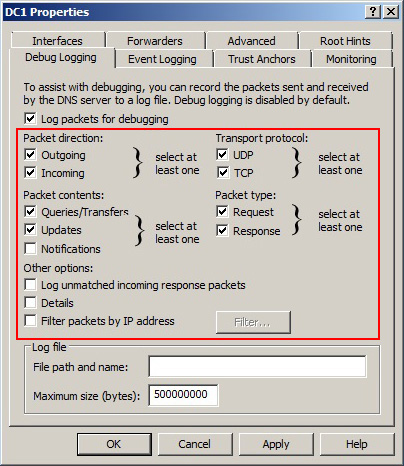 DC1 Properties
Interfaces Forwarders Advanced Root Hints
Debug Logging Event Logging Trust Anchors Monitoring
To assist with debugging, you can record the packets sent and received
by the DNS server to a log file. Debug logging is disabled by default.
Log packets for debugging
Packet direction: Transport protocol:
Outgoing select at UDP select at
Incoming least one TCP least one
Packet contents: Packet type:
Queries/Transfers select at Request select at
Updates least one Response least one
Notifications
Other options:
Log unmatched incoming response packets
Details
Filter packets by IP address Filter...
Log file
File path and name:
Maximum size (bytes): 500000000
OK Cancel Apply Help